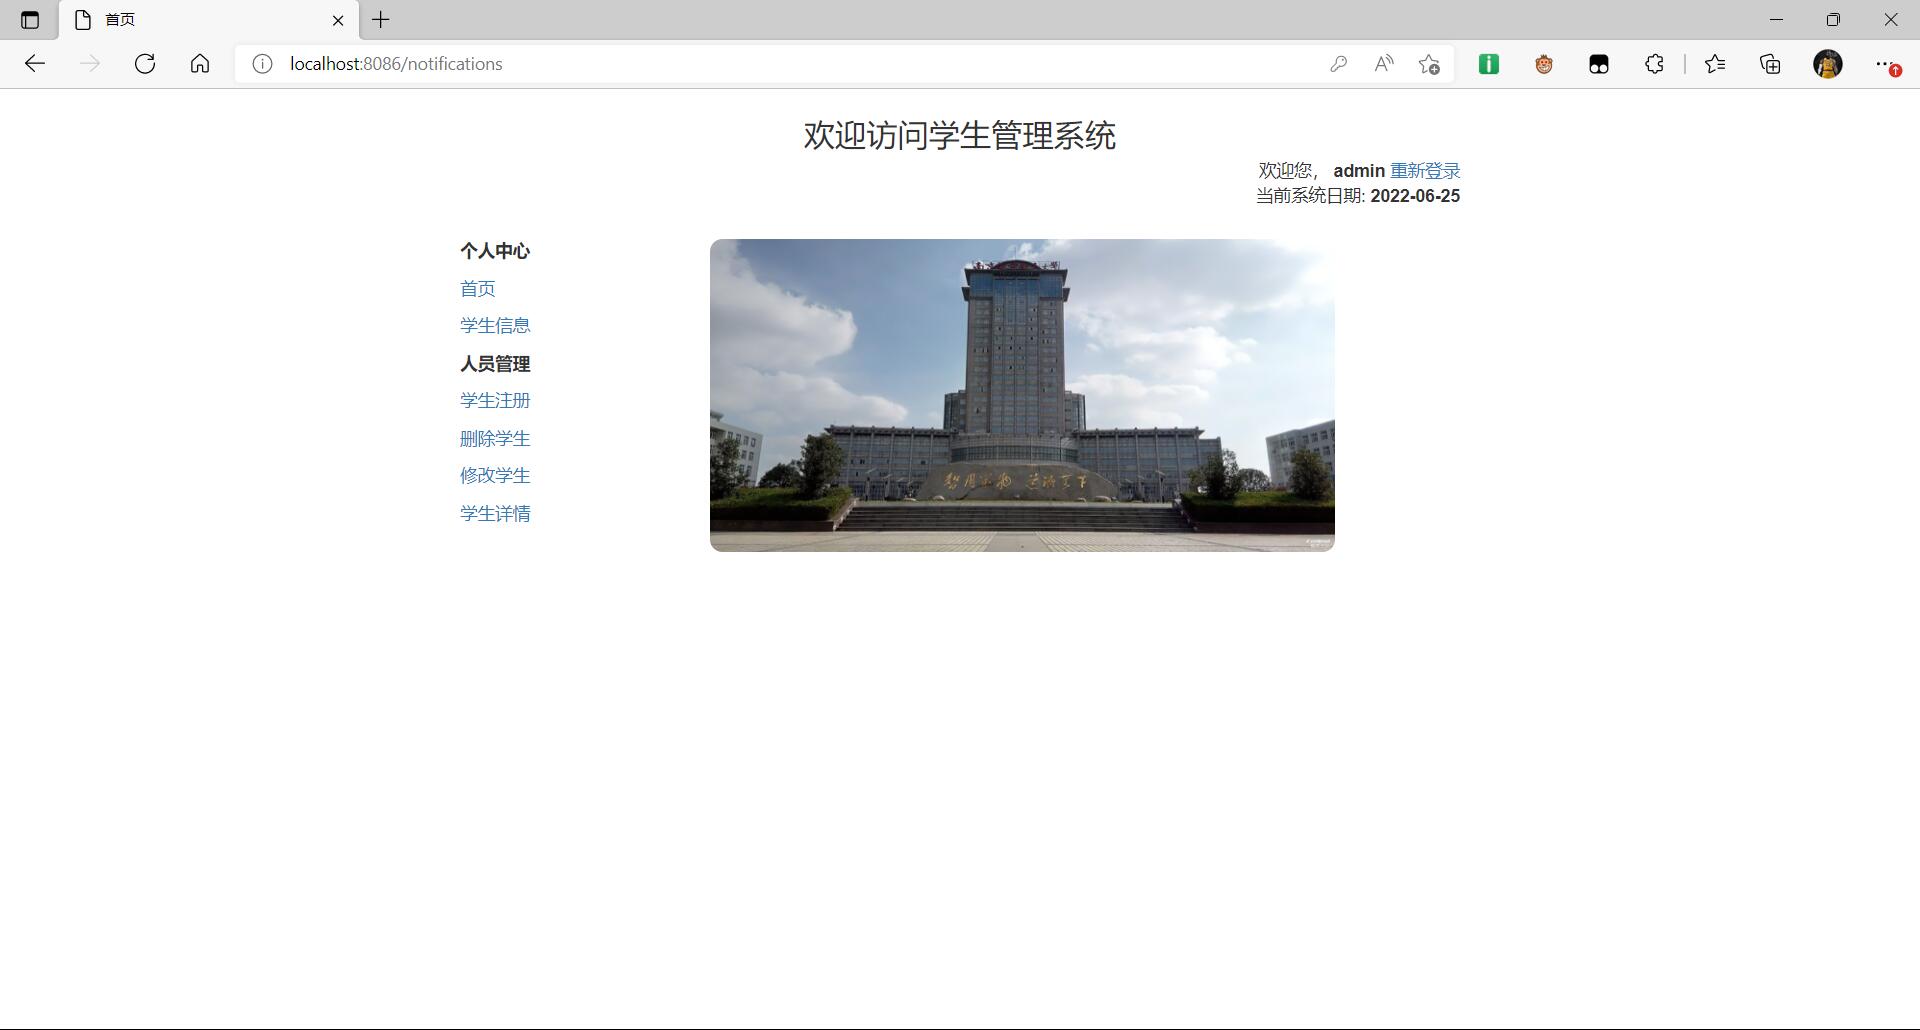 首页
localhost:8086/notifications
欢迎访问学生管理系统
欢迎您， admin 重新登录
当前系统日期: 2022-06-25
个人中心
首页
学生信息
人员管理
学生注册
删除学生
修改学生
学生详情